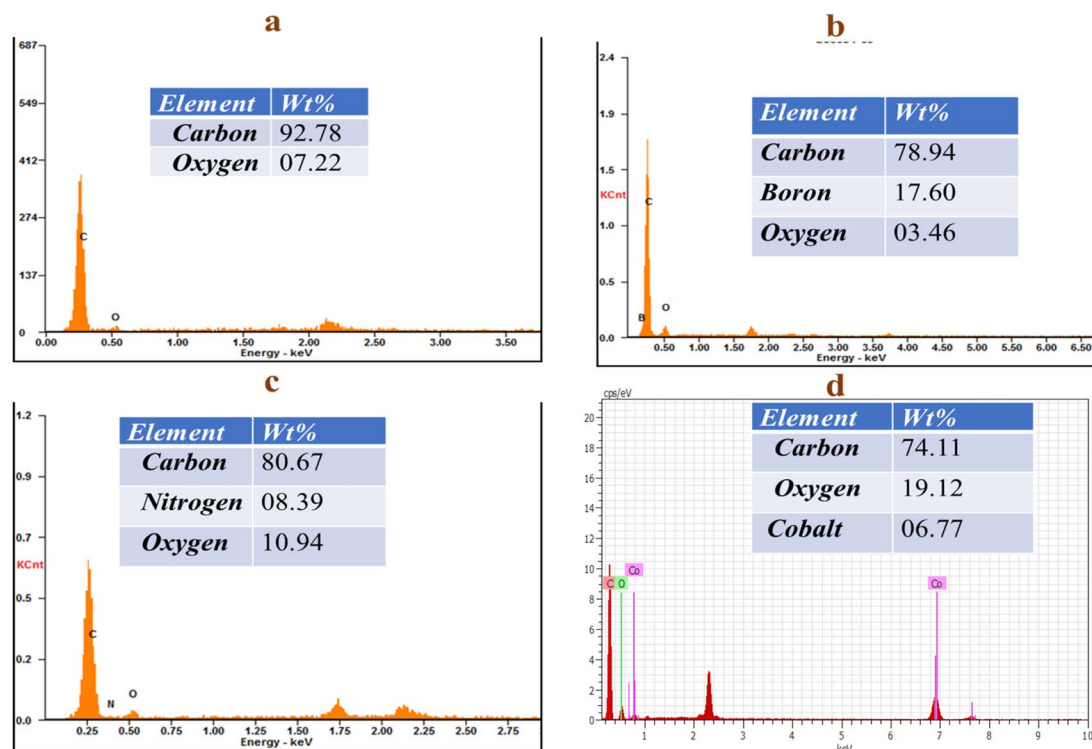 a
687
549
412
274
137
0
C
O
0.00 0.50 1.00 1.50 2.00 2.50 3.00 3.50
Energy - keV
Element Wt%
Carbon 92.78
Oxygen 07.22
b
2.4
1.9
1.5
KCnt
1.0
0.5
0.0
C
B
O
0.50 1.00 1.50 2.00 2.50 3.00 3.50 4.00 4.50 5.00 5.50 6.00 6.50
Energy - keV
Element Wt%
Carbon 78.94
Boron 17.60
Oxygen 03.46
c
1.2
0.9
0.7
KCnt
0.5
0.2
0.0
C
N
O
0.25 0.50 0.75 1.00 1.25 1.50 1.75 2.00 2.25 2.50 2.75
Energy - keV
Element Wt%
Carbon 80.67
Nitrogen 08.39
Oxygen 10.94
d
cps/eV
20
18
16
14
12
10
8
6
4
2
0
C O Co Co
1 2 3 4 5 6 7 8 9 10
keV
Element Wt%
Carbon 74.11
Oxygen 19.12
Cobalt 06.77